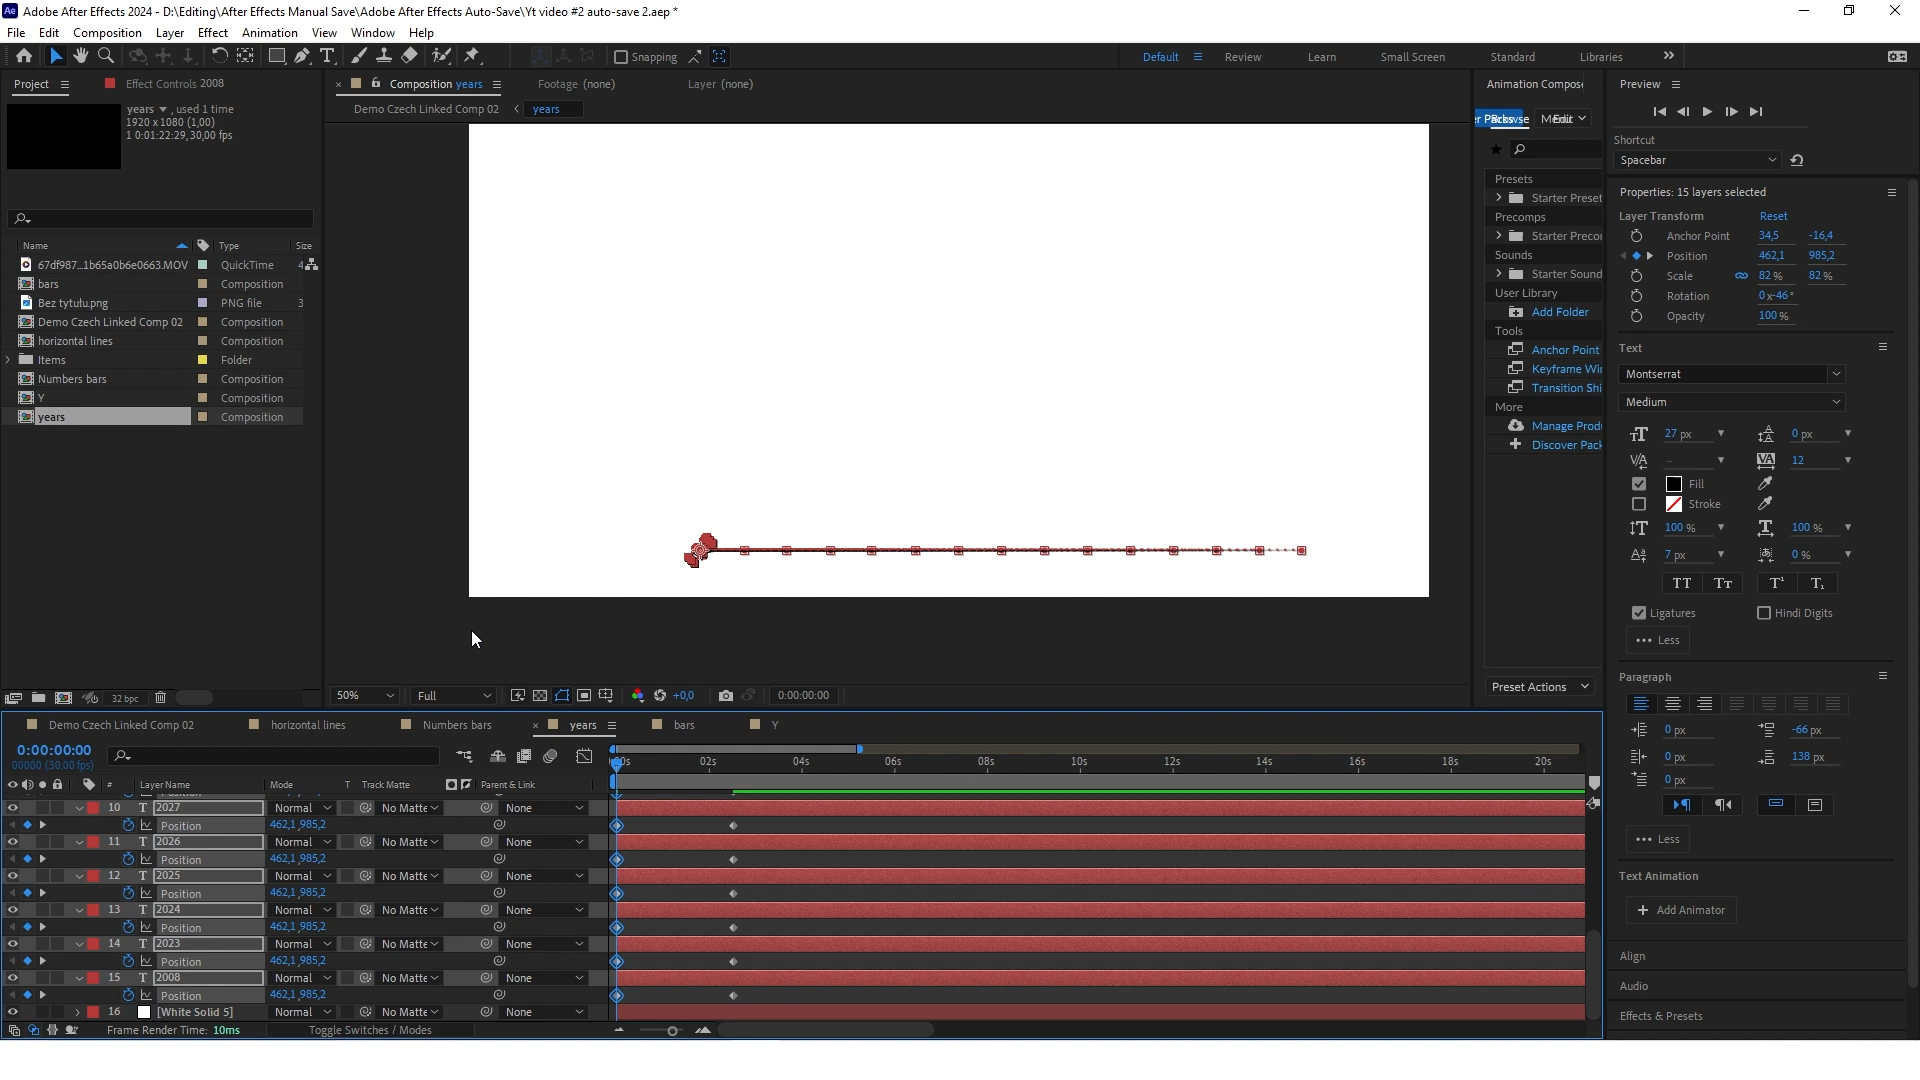 Adobe After Effects 2024 - D:\Editing\After Effects Manual Save\Adobe After Effects Auto-Save\Yt video #2 auto-save 2.aep *
File Edit Composition Layer Effect Animation View Window Help
Snapping Default Review Learn Small Screen Standard Libraries
Project Effect Controls 2008
years , used 1 time
1920 x 1080 (1,00)
1 0:01:22:29, 30,00 fps
Name Type Size
67df987...1b65a0b6e0663.MOV QuickTime 4
bars Composition
Bez tytułu.png PNG file 3
Demo Czech Linked Comp 02 Composition
horizontal lines Composition
Items Folder
Numbers bars Composition
Y Composition
years Composition
32 bpc
Composition years Footage (none) Layer (none)
Demo Czech Linked Comp 02 years
50% Full +0,0 0:00:00:00
Animation Compos
Browse Edit
Presets
Starter Preset
Precomps
Starter Preco
Sounds
Starter Sound
User Library
Add Folder
Tools
Anchor Point
Keyframe Wi
Transition Shi
More
Manage Prod
Discover Pack
Preset Actions
Preview
Shortcut
Spacebar
Properties: 15 layers selected
Layer Transform Reset
Anchor Point 34,5 -16,4
Position 462,1 985,2
Scale 82 % 82 %
Rotation 0x-46°
Opacity 100 %
Text
Montserrat
Medium
27 px 0 px
12
Fill
Stroke
100 % 100 %
7 px 0 %
TT Tт T¹ T₁
Ligatures Hindi Digits
Less
Paragraph
0 px -66 px
0 px 138 px
0 px
Less
Text Animation
Add Animator
Align
Audio
Effects & Presets
Demo Czech Linked Comp 02 horizontal lines Numbers bars years bars Y
0:00:00:00
00000 (30.00 fps)
00s 02s 04s 06s 08s 10s 12s 14s 16s 18s 20s
# Layer Name Mode T Track Matte Parent & Link
10 T 2027 Normal No Matte None
Position 462,1,985,2
11 T 2026 Normal No Matte None
Position 462,1,985,2
12 T 2025 Normal No Matte None
Position 462,1,985,2
13 T 2024 Normal No Matte None
Position 462,1,985,2
14 T 2023 Normal No Matte None
Position 462,1,985,2
15 T 2008 Normal No Matte None
Position 462,1,985,2
16 [White Solid 5] Normal No Matte None
Frame Render Time: 10ms Toggle Switches / Modes